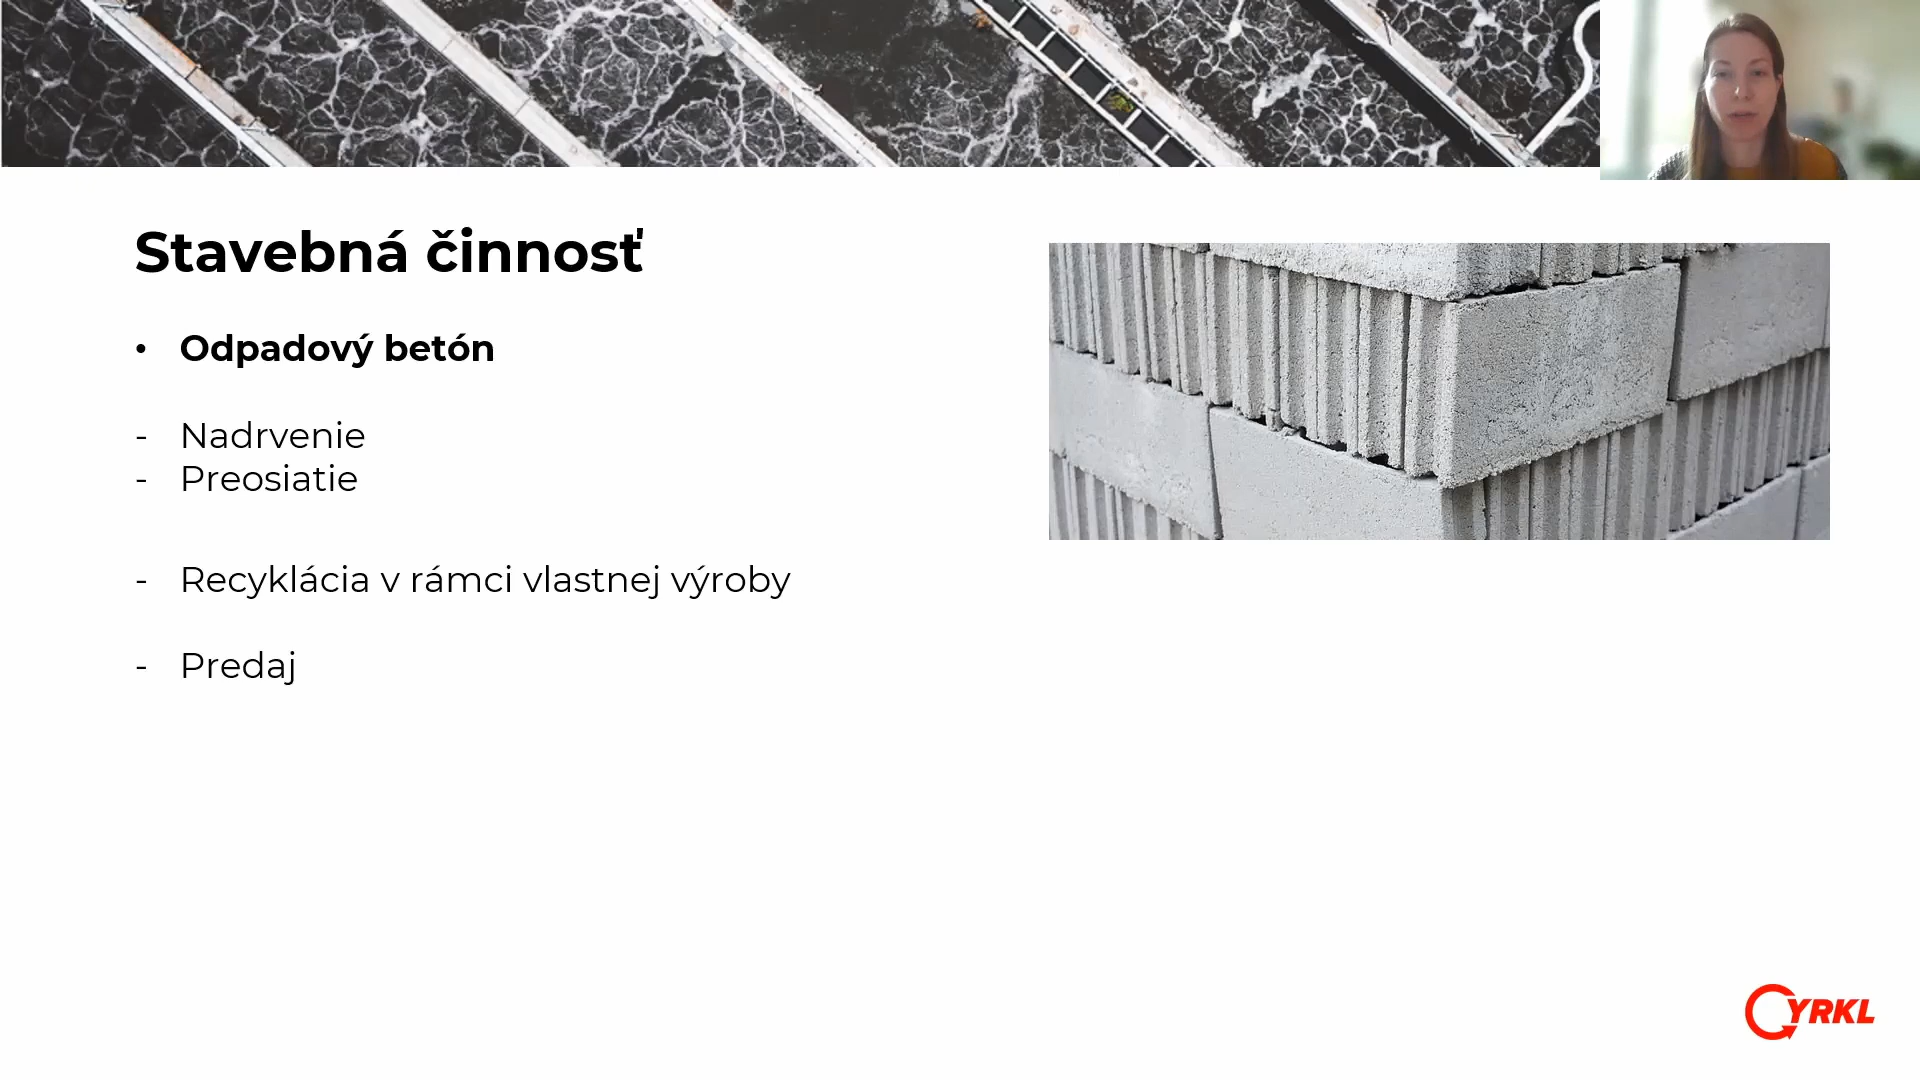 Stavebná činnosť
• Odpadový betón
- Nadrvenie
- Preosiatie
- Recyklácia v rámci vlastnej výroby
- Predaj
CYRKL